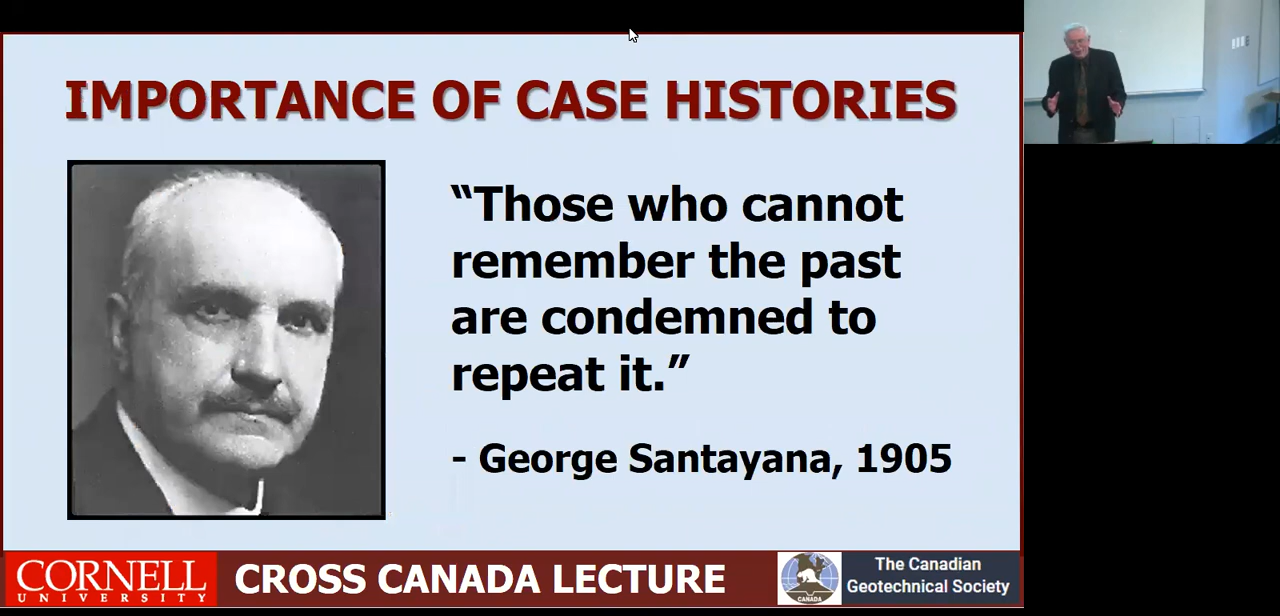 IMPORTANCE OF CASE HISTORIES
“Those who cannot
remember the past
are condemned to
repeat it.”
- George Santayana, 1905
CORNELL
UNIVERSITY
CROSS CANADA LECTURE
CANADA
The Canadian
Geotechnical Society